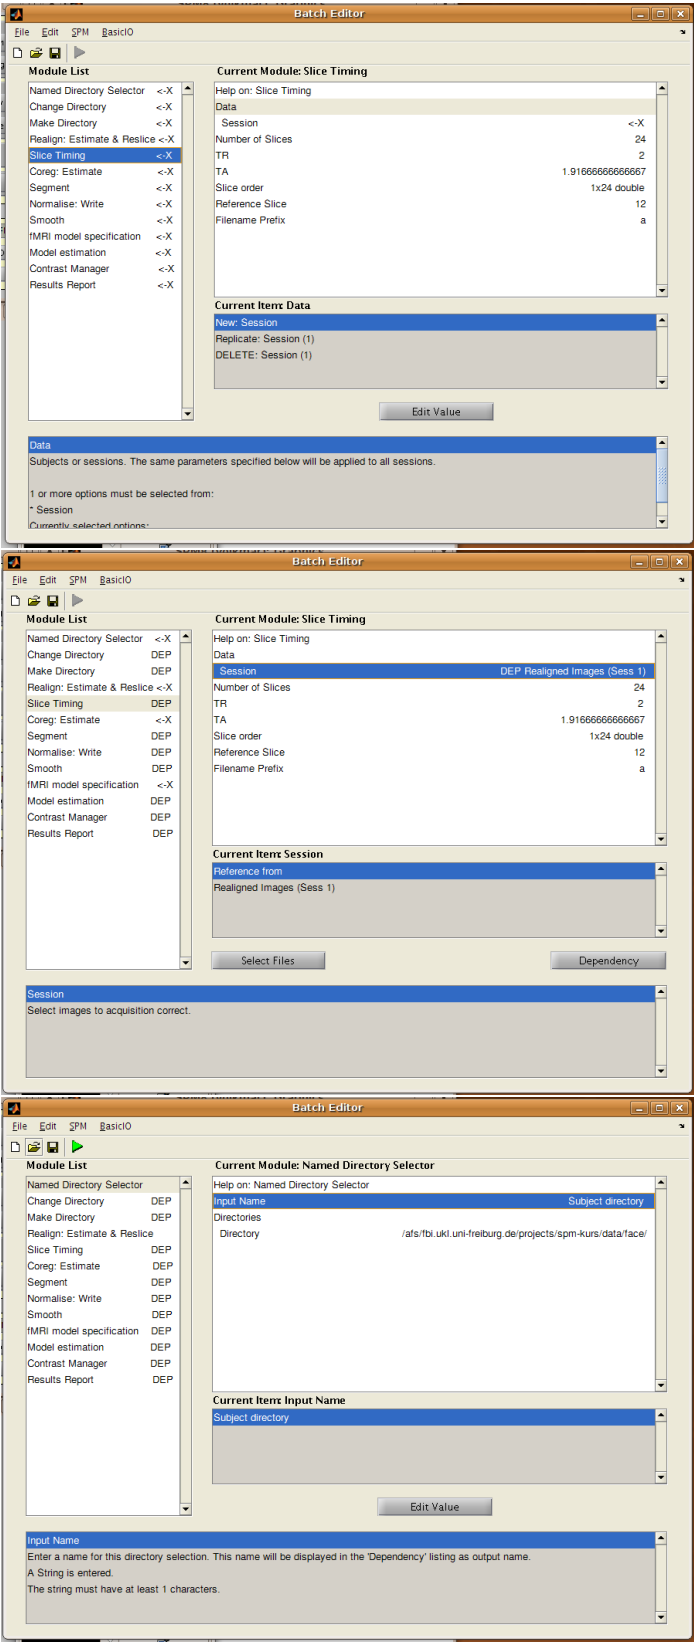 Batch Editor
File Edit SPM BasicIO
Module List
Named Directory Selector <-X
Change Directory <-X
Make Directory <-X
Realign: Estimate & Reslice <-X
Slice Timing <-X
Coreg: Estimate <-X
Segment <-X
Normalise: Write <-X
Smooth <-X
fMRI model specification <-X
Model estimation <-X
Contrast Manager <-X
Results Report <-X
Current Module: Slice Timing
Help on: Slice Timing
Data
Session <-X
Number of Slices 24
TR 2
TA 1.91666666666667
Slice order 1x24 double
Reference Slice 12
Filename Prefix a
Current Item: Data
New: Session
Replicate: Session (1)
DELETE: Session (1)
Edit Value
Data
Subjects or sessions. The same parameters specified below will be applied to all sessions.
1 or more options must be selected from:
* Session
Currently selected options:
Batch Editor
File Edit SPM BasicIO
Module List
Named Directory Selector <-X
Change Directory DEP
Make Directory DEP
Realign: Estimate & Reslice <-X
Slice Timing DEP
Coreg: Estimate <-X
Segment DEP
Normalise: Write DEP
Smooth DEP
fMRI model specification <-X
Model estimation DEP
Contrast Manager DEP
Results Report DEP
Current Module: Slice Timing
Help on: Slice Timing
Data
Session DEP Realigned Images (Sess 1)
Number of Slices 24
TR 2
TA 1.91666666666667
Slice order 1x24 double
Reference Slice 12
Filename Prefix a
Current Item: Session
Reference from
Realigned Images (Sess 1)
Select Files Dependency
Session
Select images to acquisition correct.
Batch Editor
File Edit SPM BasicIO
Module List
Named Directory Selector
Change Directory DEP
Make Directory DEP
Realign: Estimate & Reslice
Slice Timing DEP
Coreg: Estimate DEP
Segment DEP
Normalise: Write DEP
Smooth DEP
fMRI model specification DEP
Model estimation DEP
Contrast Manager DEP
Results Report DEP
Current Module: Named Directory Selector
Help on: Named Directory Selector
Input Name Subject directory
Directories
Directory /afs/fbi.ukl.uni-freiburg.de/projects/spm-kurs/data/face/
Current Item: Input Name
Subject directory
Edit Value
Input Name
Enter a name for this directory selection. This name will be displayed in the 'Dependency' listing as output name.
A String is entered.
The string must have at least 1 characters.